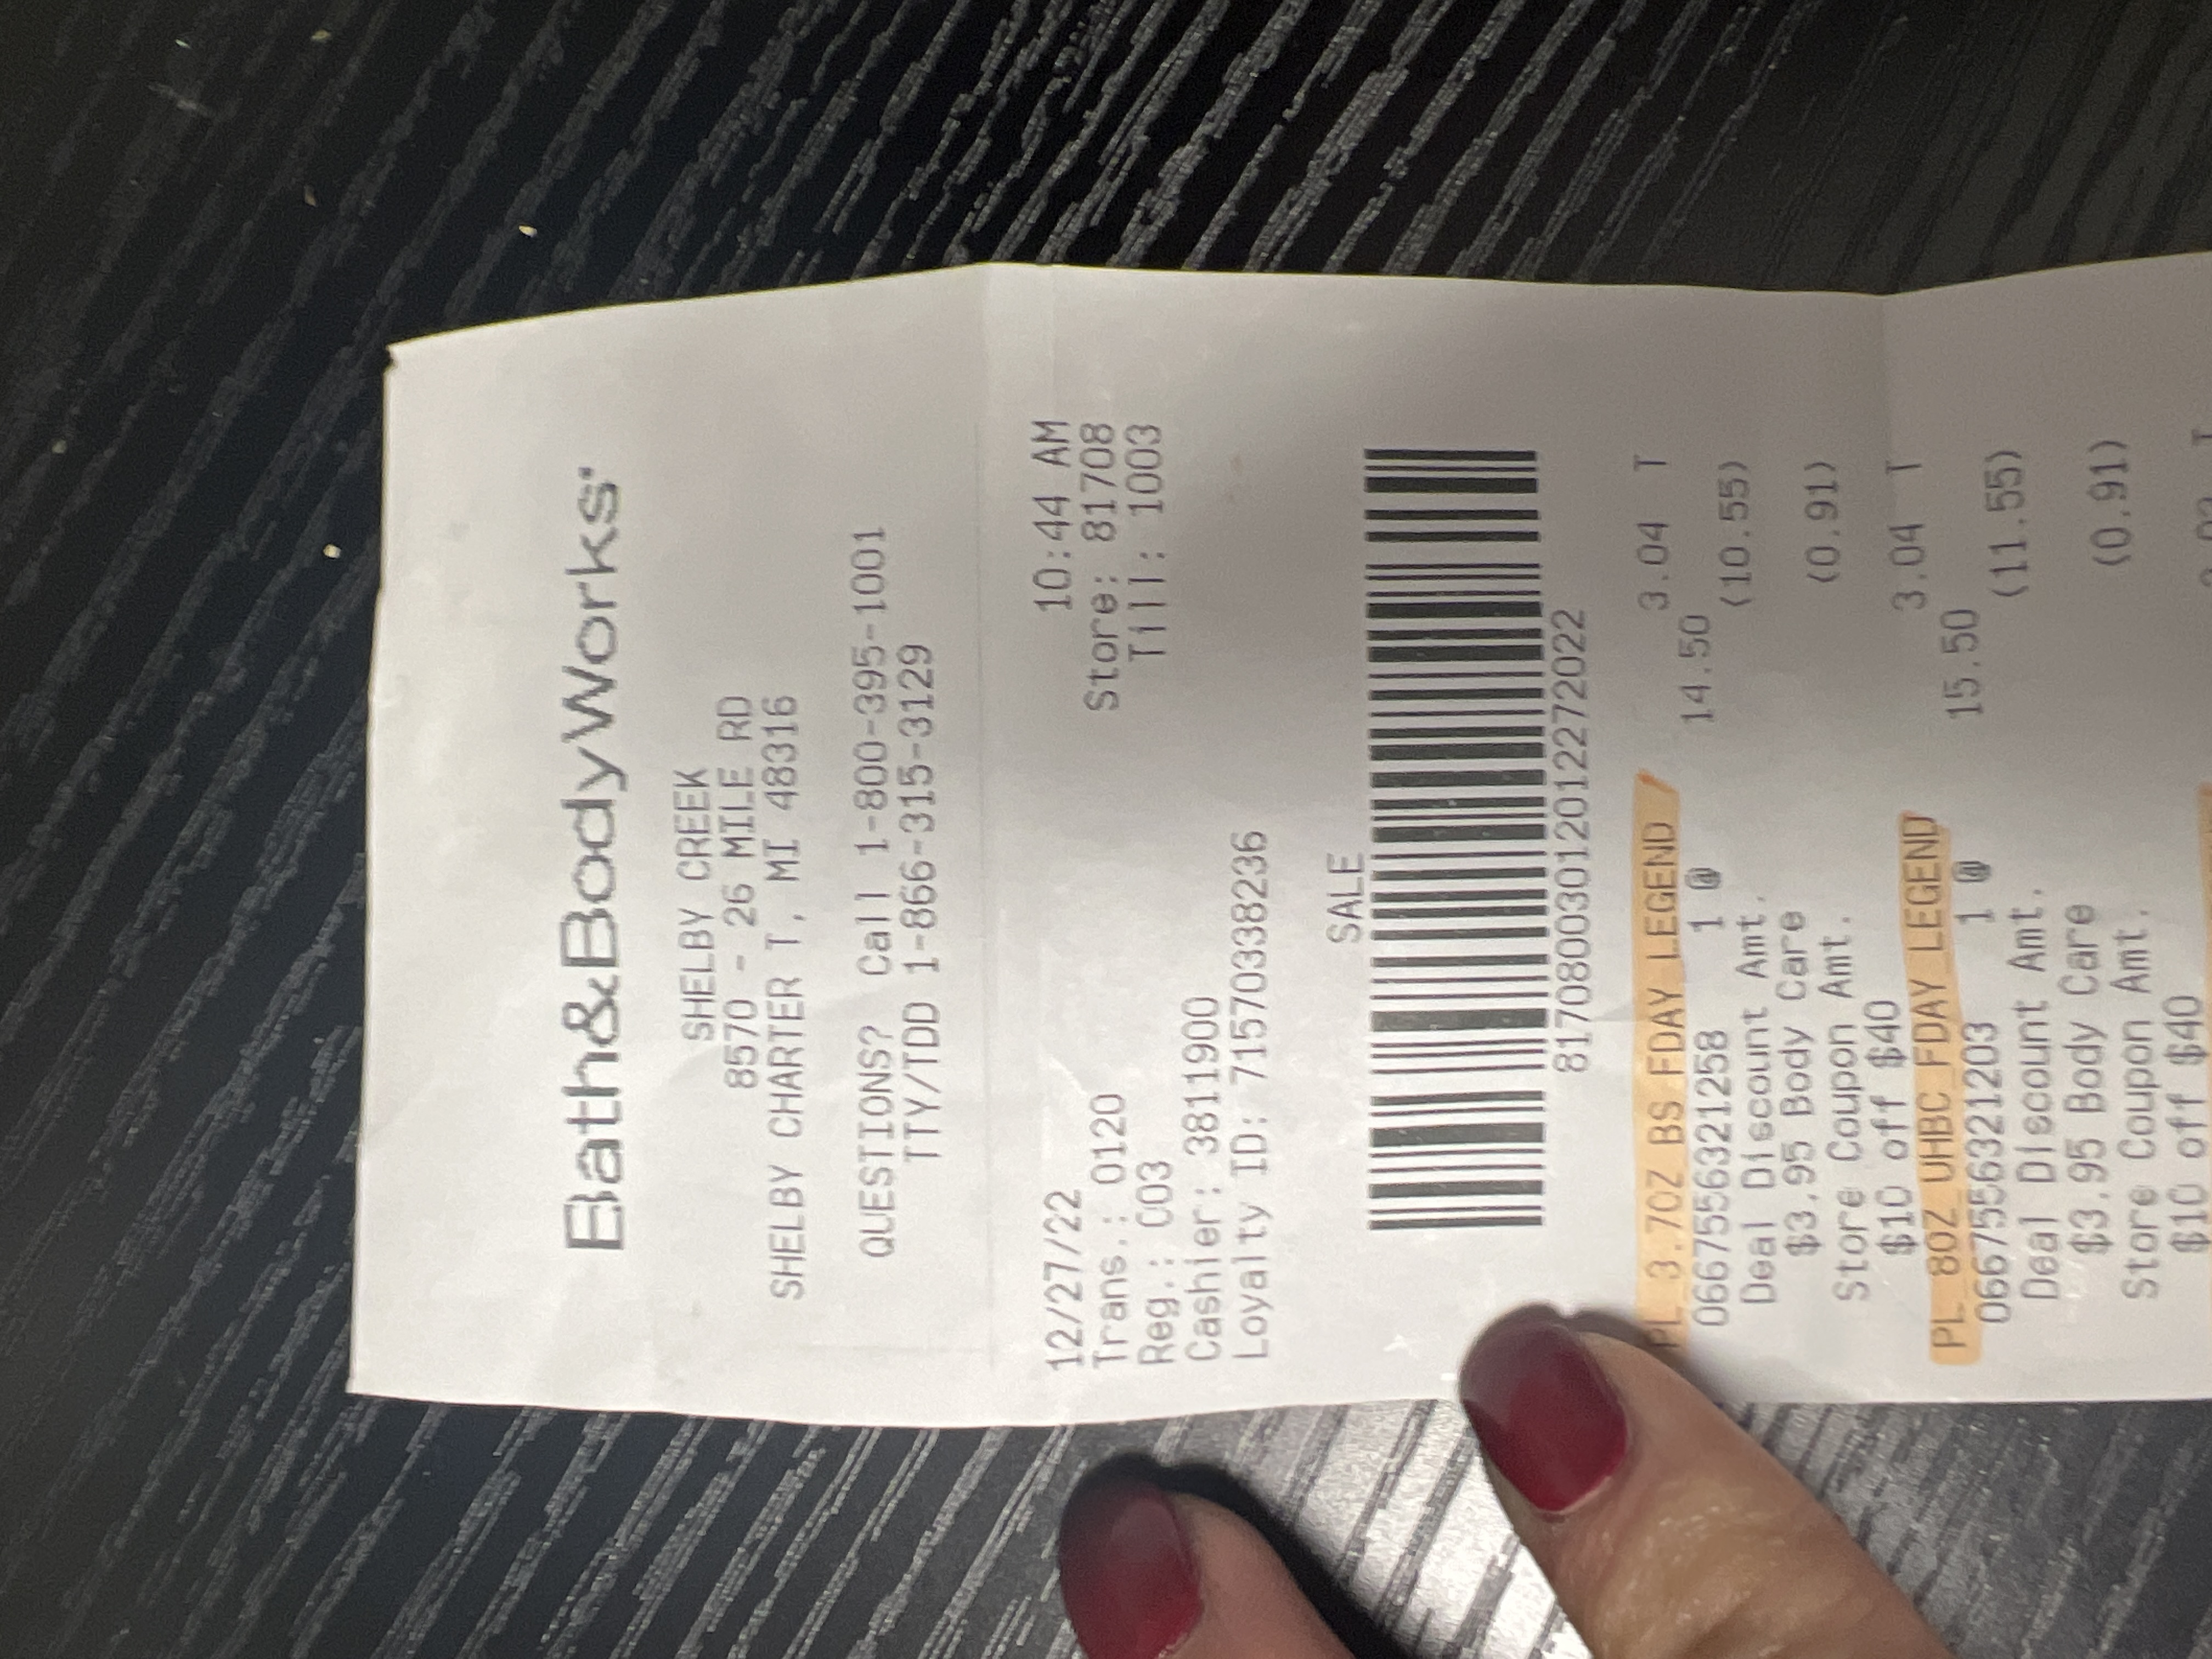 Bath&BodyWorks
SHELBY CREEK
8570 - 26 MILE RD
SHELBY CHARTER T, MI 48316
QUESTIONS? Call 1-800-395-1001
TTY/TDD 1-866-315-3129
12/27/22 10:44 AM
Trans.: 0120 Store: 81708
Reg.: C03 Till: 1003
Cashier: 3811900
Loyalty ID: 71570338236
SALE
81708003012012272022
PL 3.7OZ BS FDAY LEGEND 3.04 T
06675556321258 1 @ 14.50
Deal Discount Amt. (10.55)
$3.95 Body Care
Store Coupon Amt. (0.91)
$10 off $40
PL 8OZ UHBC FDAY LEGEND 3.04 T
06675556321203 1 @ 15.50
Deal Discount Amt. (11.55)
$3.95 Body Care
Store Coupon Amt. (0.91)
$10 off $40